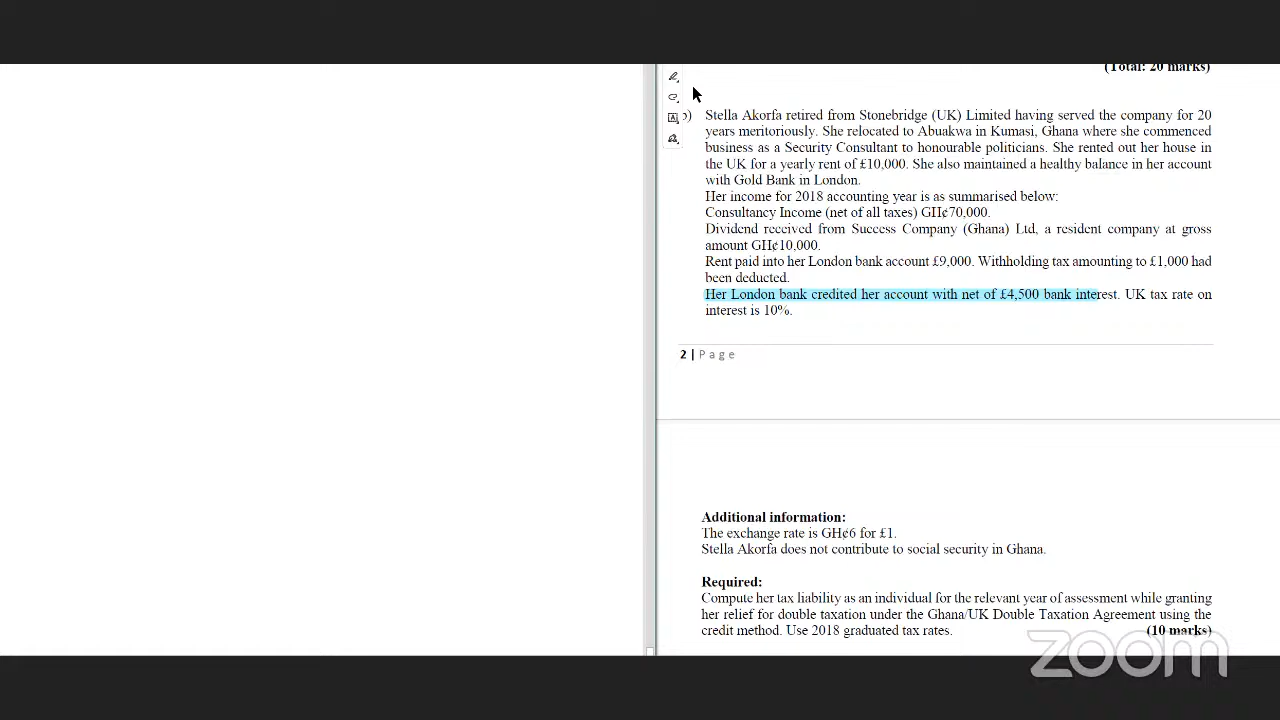 (Total: 20 marks)
b) Stella Akorfa retired from Stonebridge (UK) Limited having served the company for 20
years meritoriously. She relocated to Abuakwa in Kumasi, Ghana where she commenced
business as a Security Consultant to honourable politicians. She rented out her house in
the UK for a yearly rent of £10,000. She also maintained a healthy balance in her account
with Gold Bank in London.
Her income for 2018 accounting year is as summarised below:
Consultancy Income (net of all taxes) GH¢70,000.
Dividend received from Success Company (Ghana) Ltd, a resident company at gross
amount GH¢10,000.
Rent paid into her London bank account £9,000. Withholding tax amounting to £1,000 had
been deducted.
Her London bank credited her account with net of £4,500 bank interest. UK tax rate on
interest is 10%.
2 | Page
Additional information:
The exchange rate is GH¢6 for £1.
Stella Akorfa does not contribute to social security in Ghana.
Required:
Compute her tax liability as an individual for the relevant year of assessment while granting
her relief for double taxation under the Ghana/UK Double Taxation Agreement using the
credit method. Use 2018 graduated tax rates. (10 marks)
zoom